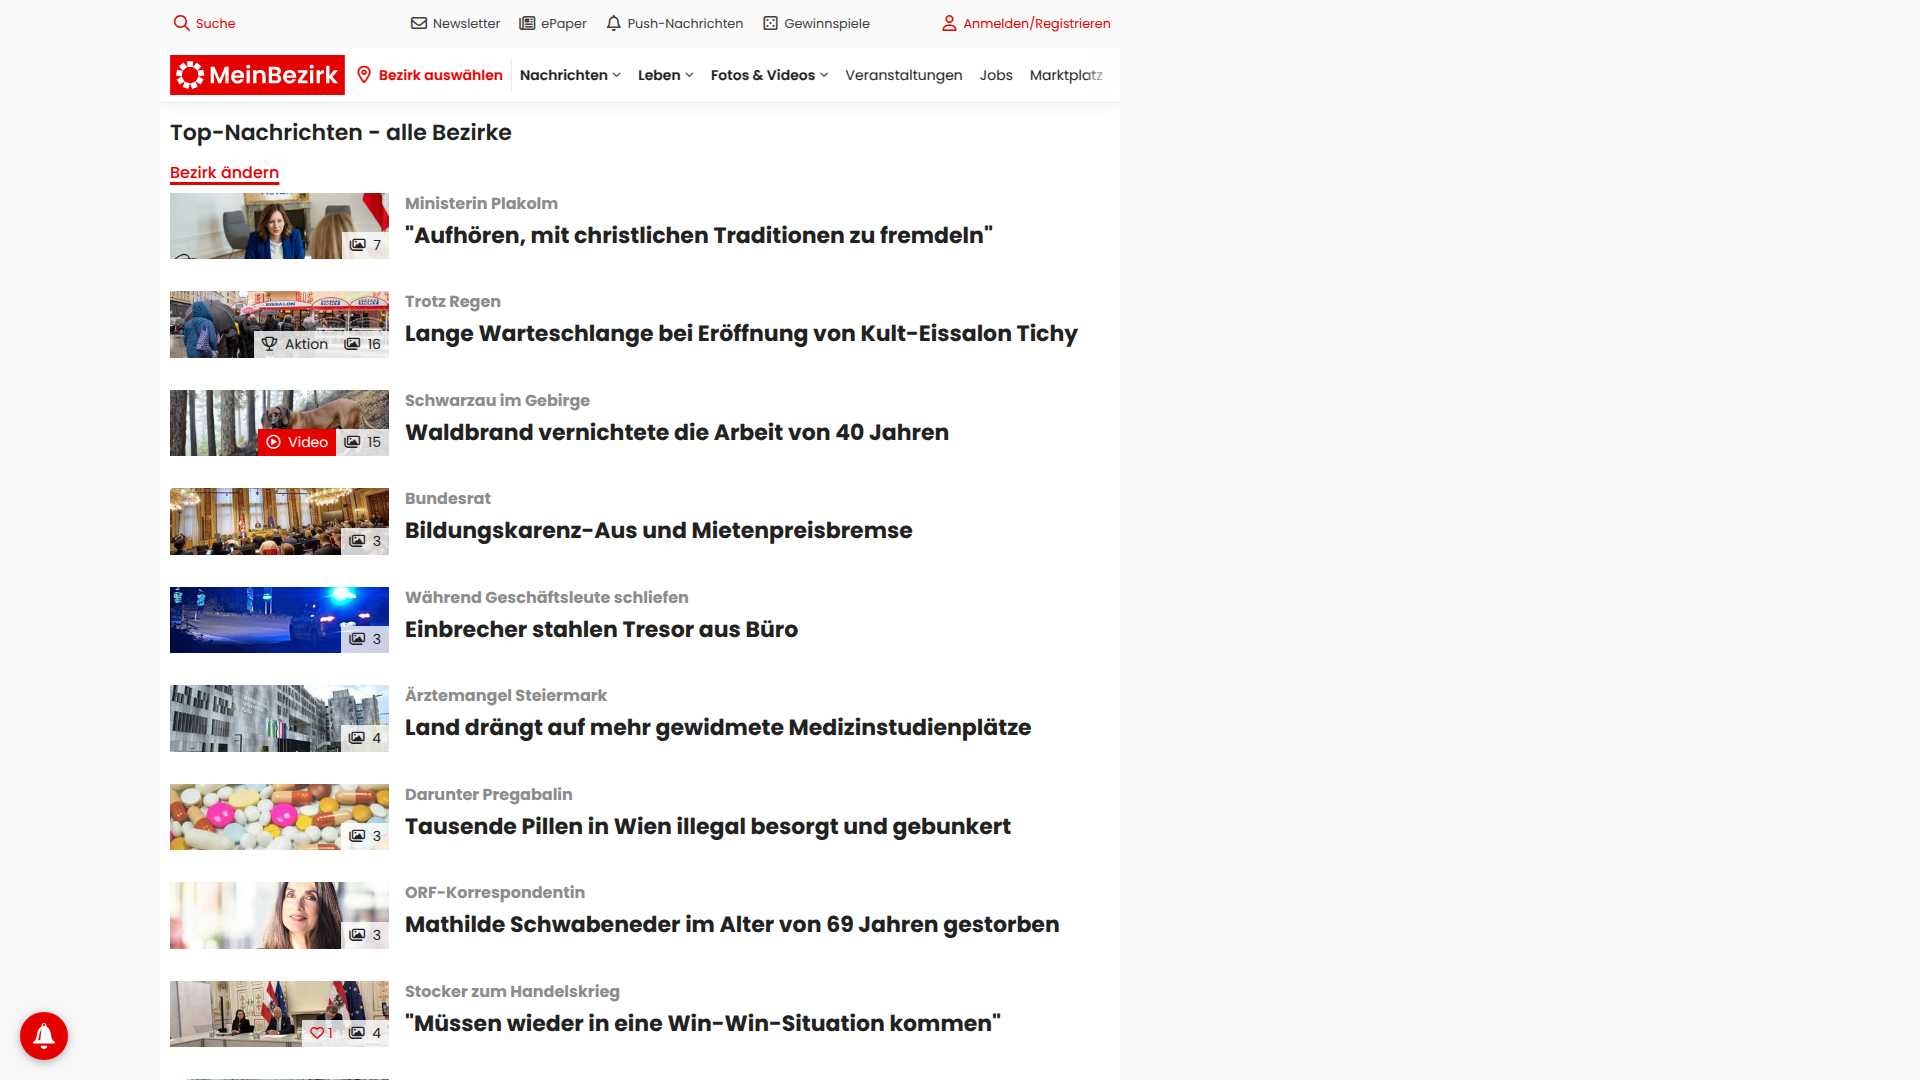 Suche
Newsletter
ePaper
Push-Nachrichten
Gewinnspiele
Anmelden/Registrieren
MeinBezirk
Bezirk auswählen
Nachrichten
Leben
Fotos & Videos
Veranstaltungen
Jobs
Marktplatz
Top-Nachrichten - alle Bezirke
Bezirk ändern
7
Ministerin Plakolm
"Aufhören, mit christlichen Traditionen zu fremdeln"
Aktion
16
Trotz Regen
Lange Warteschlange bei Eröffnung von Kult-Eissalon Tichy
Video
15
Schwarzau im Gebirge
Waldbrand vernichtete die Arbeit von 40 Jahren
3
Bundesrat
Bildungskarenz-Aus und Mietenpreisbremse
3
Während Geschäftsleute schliefen
Einbrecher stahlen Tresor aus Büro
4
Ärztemangel Steiermark
Land drängt auf mehr gewidmete Medizinstudienplätze
3
Darunter Pregabalin
Tausende Pillen in Wien illegal besorgt und gebunkert
3
ORF-Korrespondentin
Mathilde Schwabeneder im Alter von 69 Jahren gestorben
1
4
Stocker zum Handelskrieg
"Müssen wieder in eine Win-Win-Situation kommen"